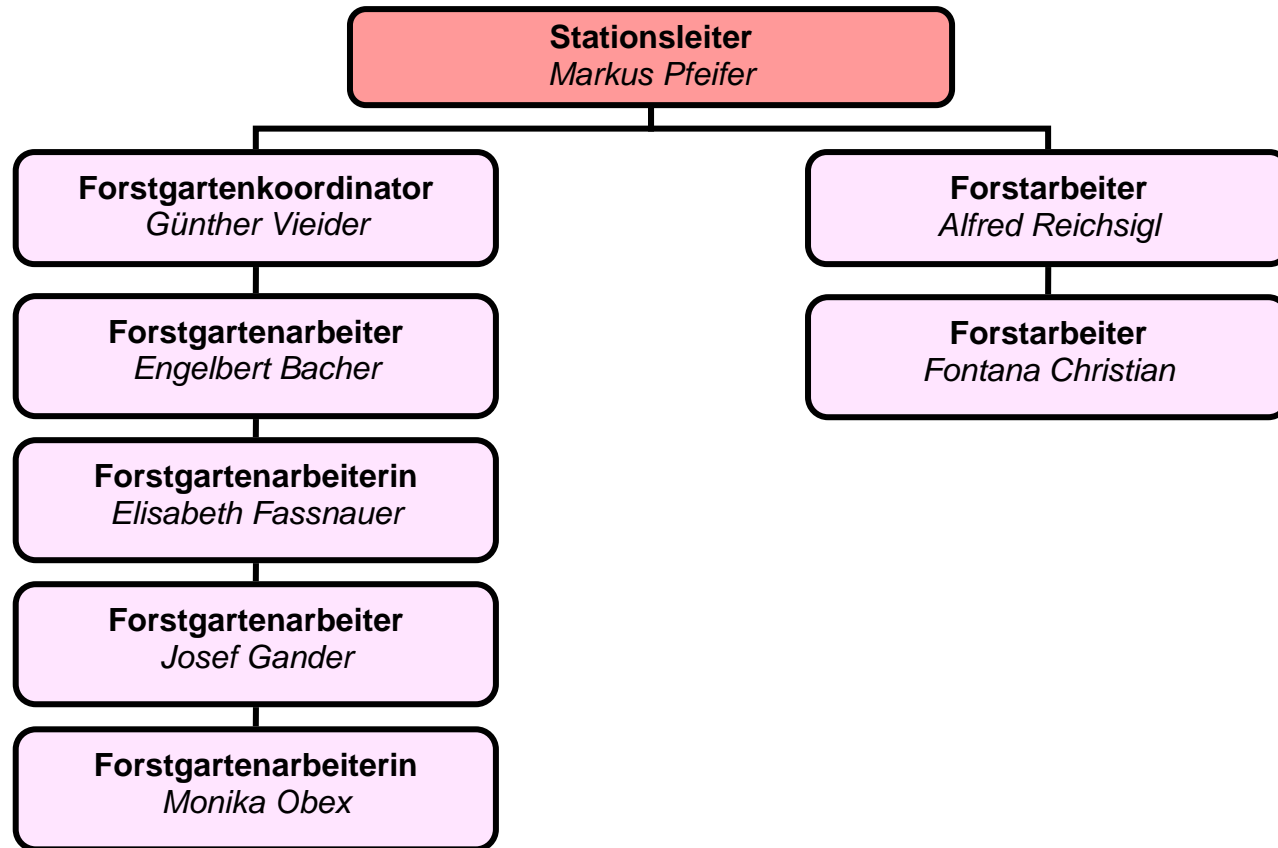 Stationsleiter
Markus Pfeifer
Forstgartenkoordinator
Günther Vieider
Forstgartenarbeiter
Engelbert Bacher
Forstgartenarbeiterin
Elisabeth Fassnauer
Forstgartenarbeiter
Josef Gander
Forstgartenarbeiterin
Monika Obex
Forstarbeiter
Alfred Reichsigl
Forstarbeiter
Fontana Christian